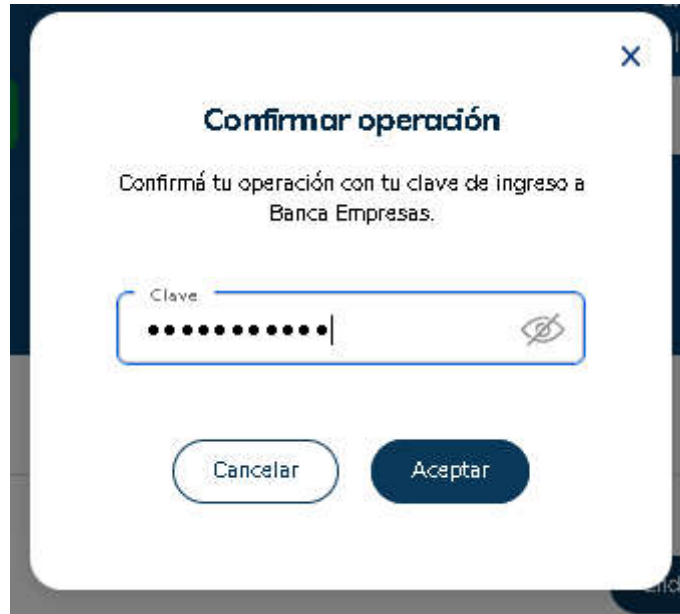 Confirmar operación
Confirmá tu operación con tu clave de ingreso a
Banca Empresas.
Clave
•••••••••••
Cancelar
Aceptar